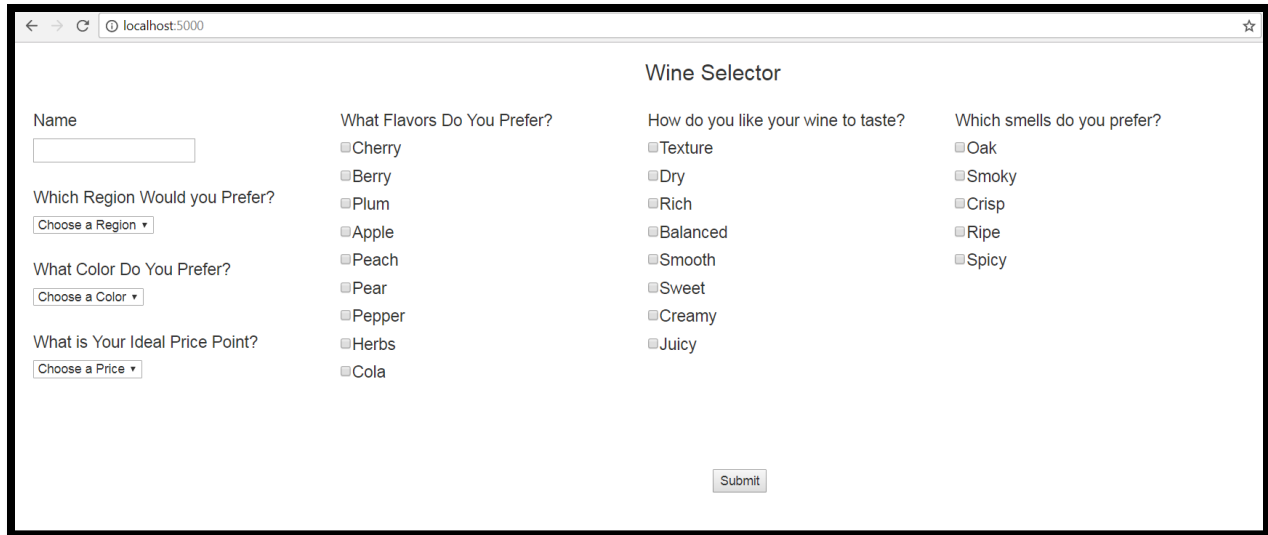 localhost:5000
Wine Selector
Name
Which Region Would you Prefer?
Choose a Region
What Color Do You Prefer?
Choose a Color
What is Your Ideal Price Point?
Choose a Price
What Flavors Do You Prefer?
Cherry
Berry
Plum
Apple
Peach
Pear
Pepper
Herbs
Cola
How do you like your wine to taste?
Texture
Dry
Rich
Balanced
Smooth
Sweet
Creamy
Juicy
Which smells do you prefer?
Oak
Smoky
Crisp
Ripe
Spicy
Submit